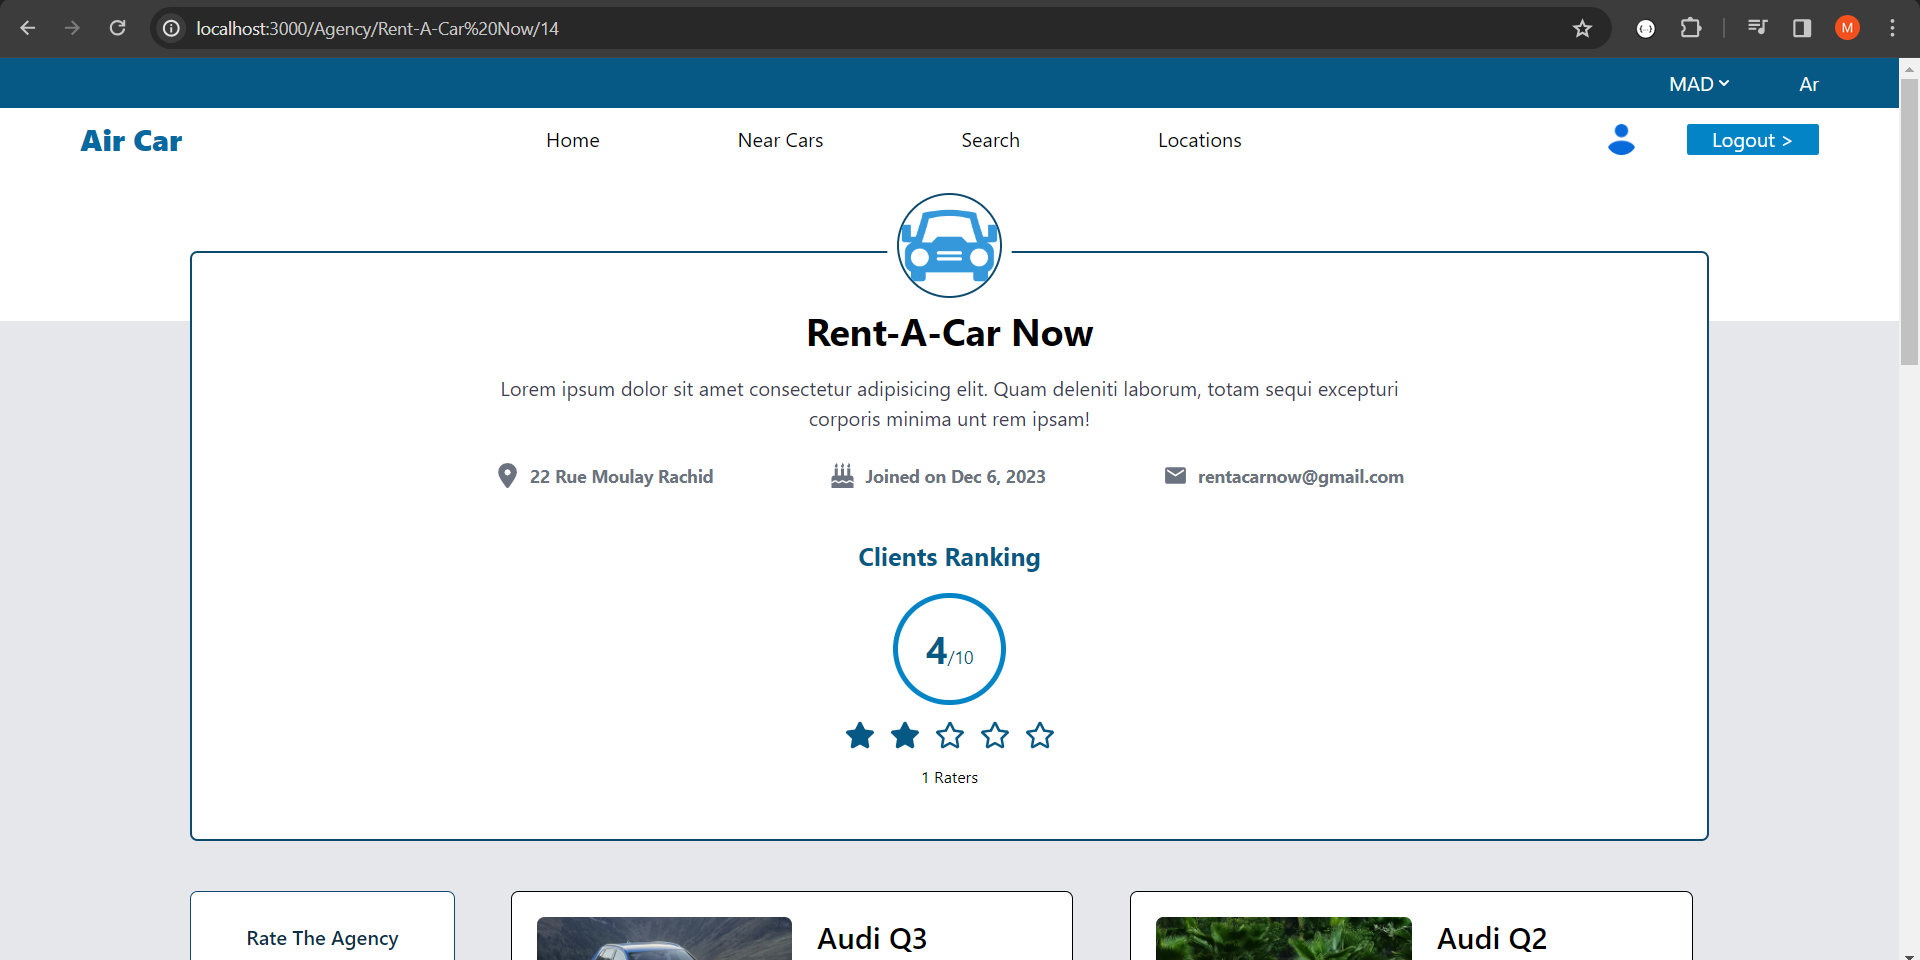 localhost:3000/Agency/Rent-A-Car%20Now/14
M
MAD
Ar
Air Car
Home
Near Cars
Search
Locations
Logout >
Rent-A-Car Now
Lorem ipsum dolor sit amet consectetur adipisicing elit. Quam deleniti laborum, totam sequi excepturi
corporis minima unt rem ipsam!
22 Rue Moulay Rachid
Joined on Dec 6, 2023
rentacarnow@gmail.com
Clients Ranking
4/10
1 Raters
Rate The Agency
Audi Q3
Audi Q2